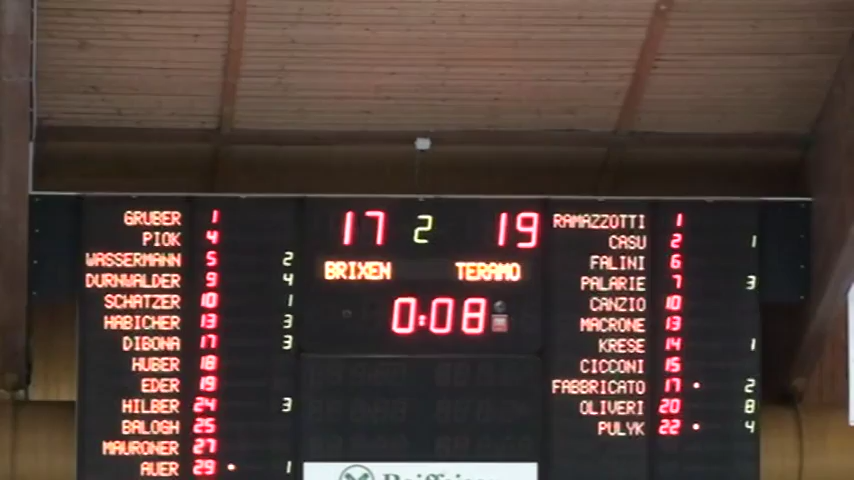 GRUBER 1
PIOK 4
WASSERMANN 5 2
DURNWALDER 9 4
SCHATZER 10 1
HABICHER 13 3
DIBONA 17 3
HUBER 18
EDER 19
HILBER 24 3
BALOGH 25
MAURONER 27
AUER 29 • 1
17 2 19
BRIXEN TERAMO
0:08
RAMAZZOTTI 1
CASU 2 1
FALINI 6
PALARIE 7 3
CANZIO 10
MACRONE 13
KRESE 14 1
CICCONI 15
FABBRICATO 17 • 2
OLIVERI 20 8
PULYK 22 • 4